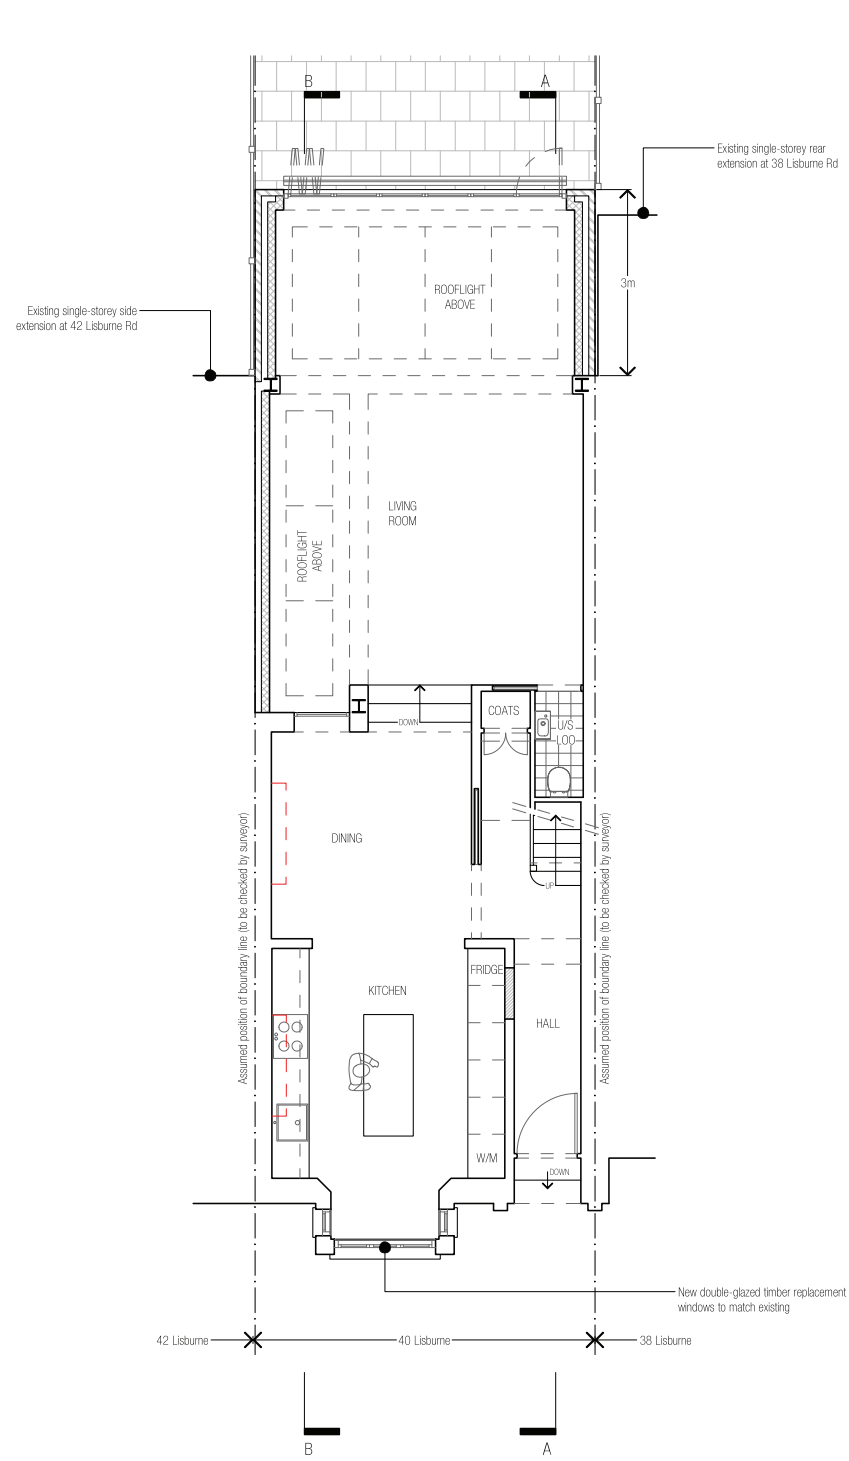 B
A
Existing single-storey rear
extension at 38 Lisburne Rd
3m
ROOFLIGHT
ABOVE
Existing single-storey side
extension at 42 Lisburne Rd
LIVING
ROOM
ROOFLIGHT
ABOVE
COATS
DOWN
U/S
LOO
DINING
UP
Assumed position of boundary line (to be checked by surveyor)
Assumed position of boundary line (to be checked by surveyor)
FRIDGE
KITCHEN
HALL
W/M
DOWN
New double-glazed timber replacement
windows to match existing
42 Lisburne
40 Lisburne
38 Lisburne
B
A